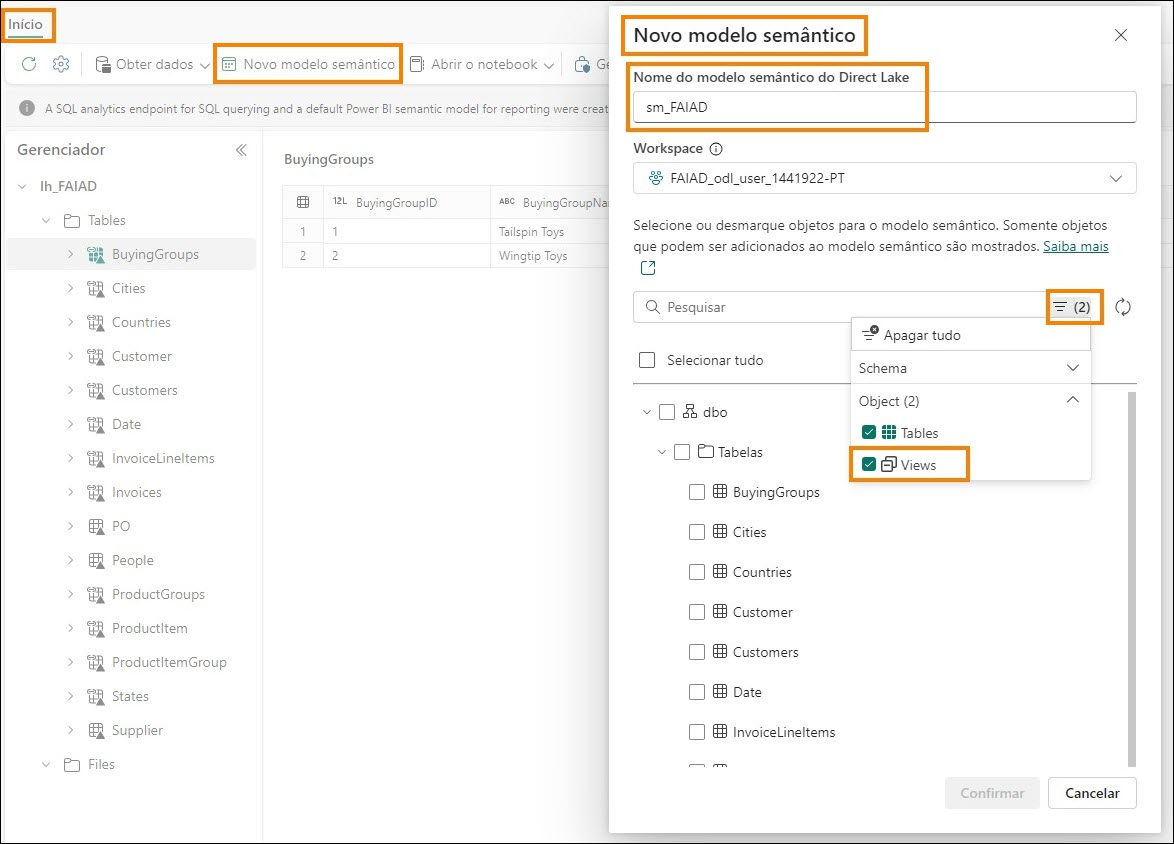 Início
Obter dados
Novo modelo semântico
Abrir o notebook
A SQL analytics endpoint for SQL querying and a default Power BI semantic model for reporting were
Gerenciador
lh_FAIAD
Tables
BuyingGroups
Cities
Countries
Customer
Customers
Date
InvoiceLineItems
Invoices
PO
People
ProductGroups
ProductItem
ProductItemGroup
States
Supplier
Files
BuyingGroups
12L BuyingGroupID
ABC
1 1 Tailspin Toys
2 2 Wingtip Toys
Novo modelo semântico
Nome do modelo semântico do Direct Lake
sm_FAIAD
Workspace
FAIAD_odl_user_1441922-PT
Selecione ou desmarque objetos para o modelo semântico. Somente objetos
que podem ser adicionados ao modelo semântico são mostrados. Saiba mais
Pesquisar
(2)
Apagar tudo
Schema
Object (2)
Tables
Views
Selecionar tudo
dbo
Tabelas
BuyingGroups
Cities
Countries
Customer
Customers
Date
InvoiceLineItems
Confirmar
Cancelar